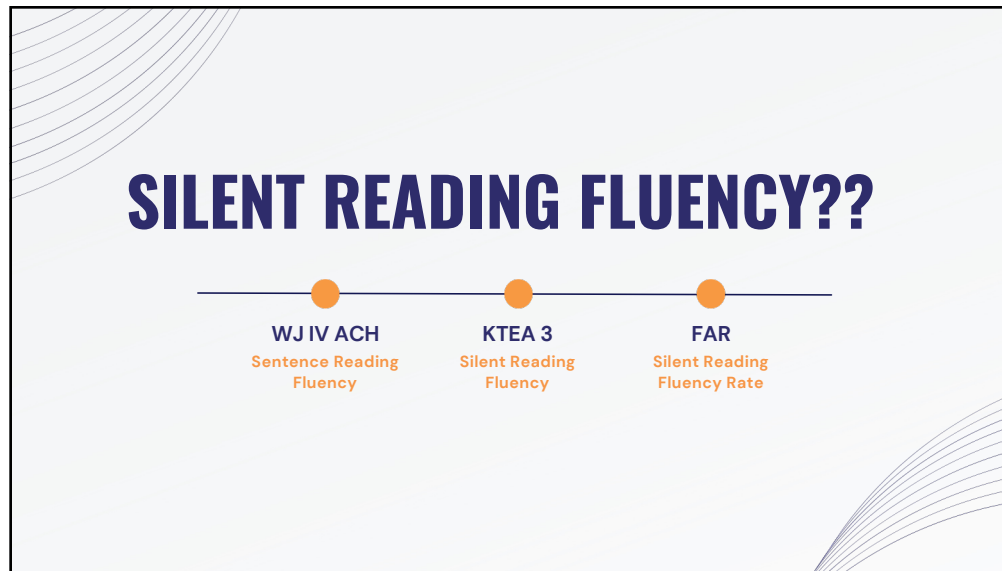 SILENT READING FLUENCY??
WJ IV ACH
Sentence Reading
Fluency
KTEA 3
Silent Reading
Fluency
FAR
Silent Reading
Fluency Rate